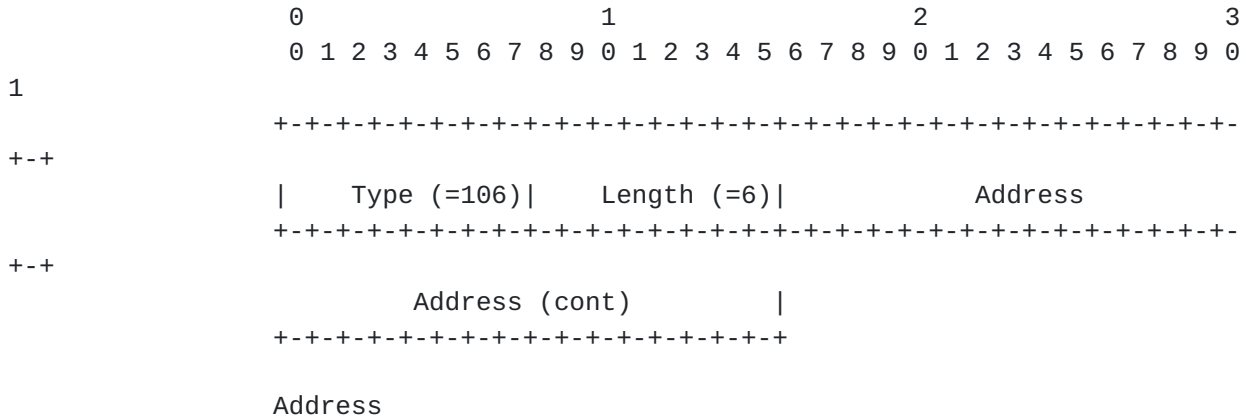 0                   1                   2                   3
0 1 2 3 4 5 6 7 8 9 0 1 2 3 4 5 6 7 8 9 0 1 2 3 4 5 6 7 8 9 0
1
+-+-+-+-+-+-+-+-+-+-+-+-+-+-+-+-+-+-+-+-+-+-+-+-+-+-+-+-+-+-+-
+-+
|    Type (=106)|    Length (=6)|            Address
+-+-+-+-+-+-+-+-+-+-+-+-+-+-+-+-+-+-+-+-+-+-+-+-+-+-+-+-+-+-+-
+-+
Address (cont)         |
+-+-+-+-+-+-+-+-+-+-+-+-+-+-+-+-+
Address